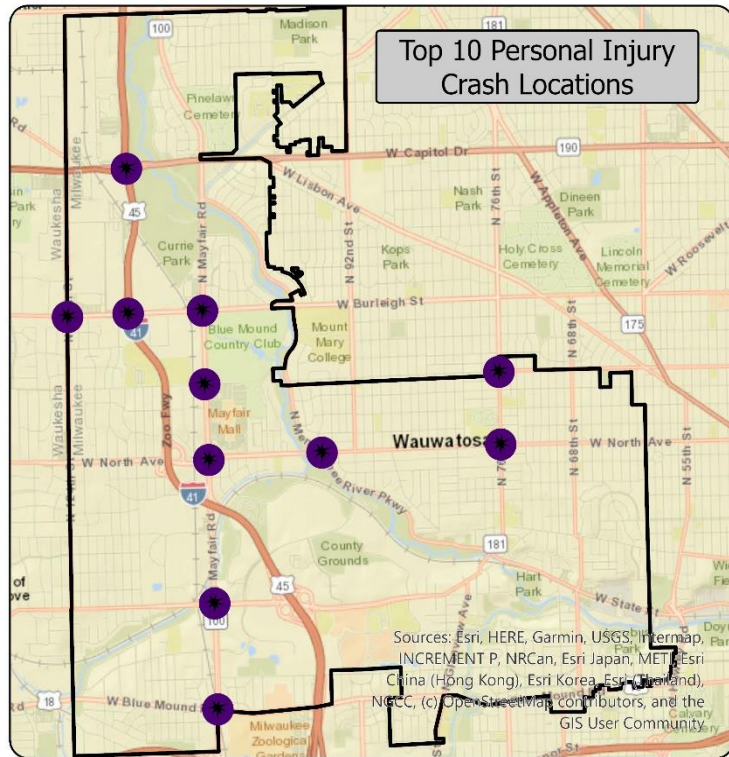 Top 10 Personal Injury
Crash Locations
Madison
Park
100
Pinelawn
Cemetery
W Capitol Dr
190
W Lisbon Ave
Nash
Park
Dineen
Park
W Appleton Ave
Waukesha
Milwaukee
45
N Mayfair Rd
Currie
Park
N 92nd St
Kops
Park
N 76th St
Holy Cross
Cemetery
Lincoln
Memorial
Cemetery
W Roosevelt
W Burleigh St
41
Blue Mound
Country Club
Mount
Mary
College
N 68th St
175
Zoo Fwy
Mayfair
Mall
Waukesha
Milwaukee
Wauwatosa
W North Ave
W North Ave
N 76
N 68th St
N 55th St
River Pkwy
41
Mayfair Rd
County
Grounds
181
181
45
100
Hart
Park
W State St
18
W Blue Mound
Milwaukee
Zoological
Gardens
Calvary
Cemetery
Sources: Esri, HERE, Garmin, USGS, Intermap,
INCREMENT P, NRCan, Esri Japan, METI, Esri
China (Hong Kong), Esri Korea, Esri (Thailand),
NGCC, (c) OpenStreetMap contributors, and the
GIS User Community